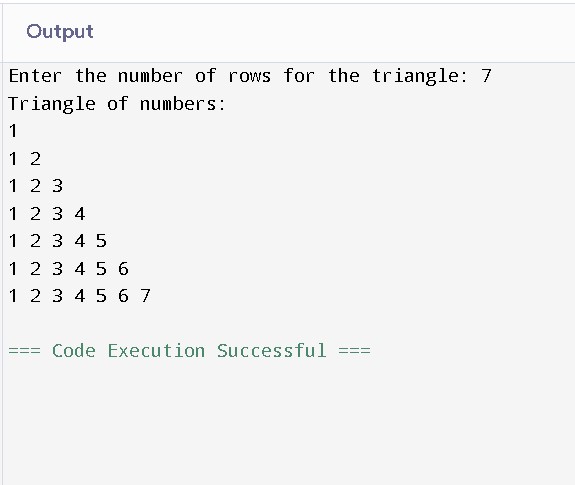 Output
Enter the number of rows for the triangle: 7
Triangle of numbers:
1
1 2
1 2 3
1 2 3 4
1 2 3 4 5
1 2 3 4 5 6
1 2 3 4 5 6 7
=== Code Execution Successful ===